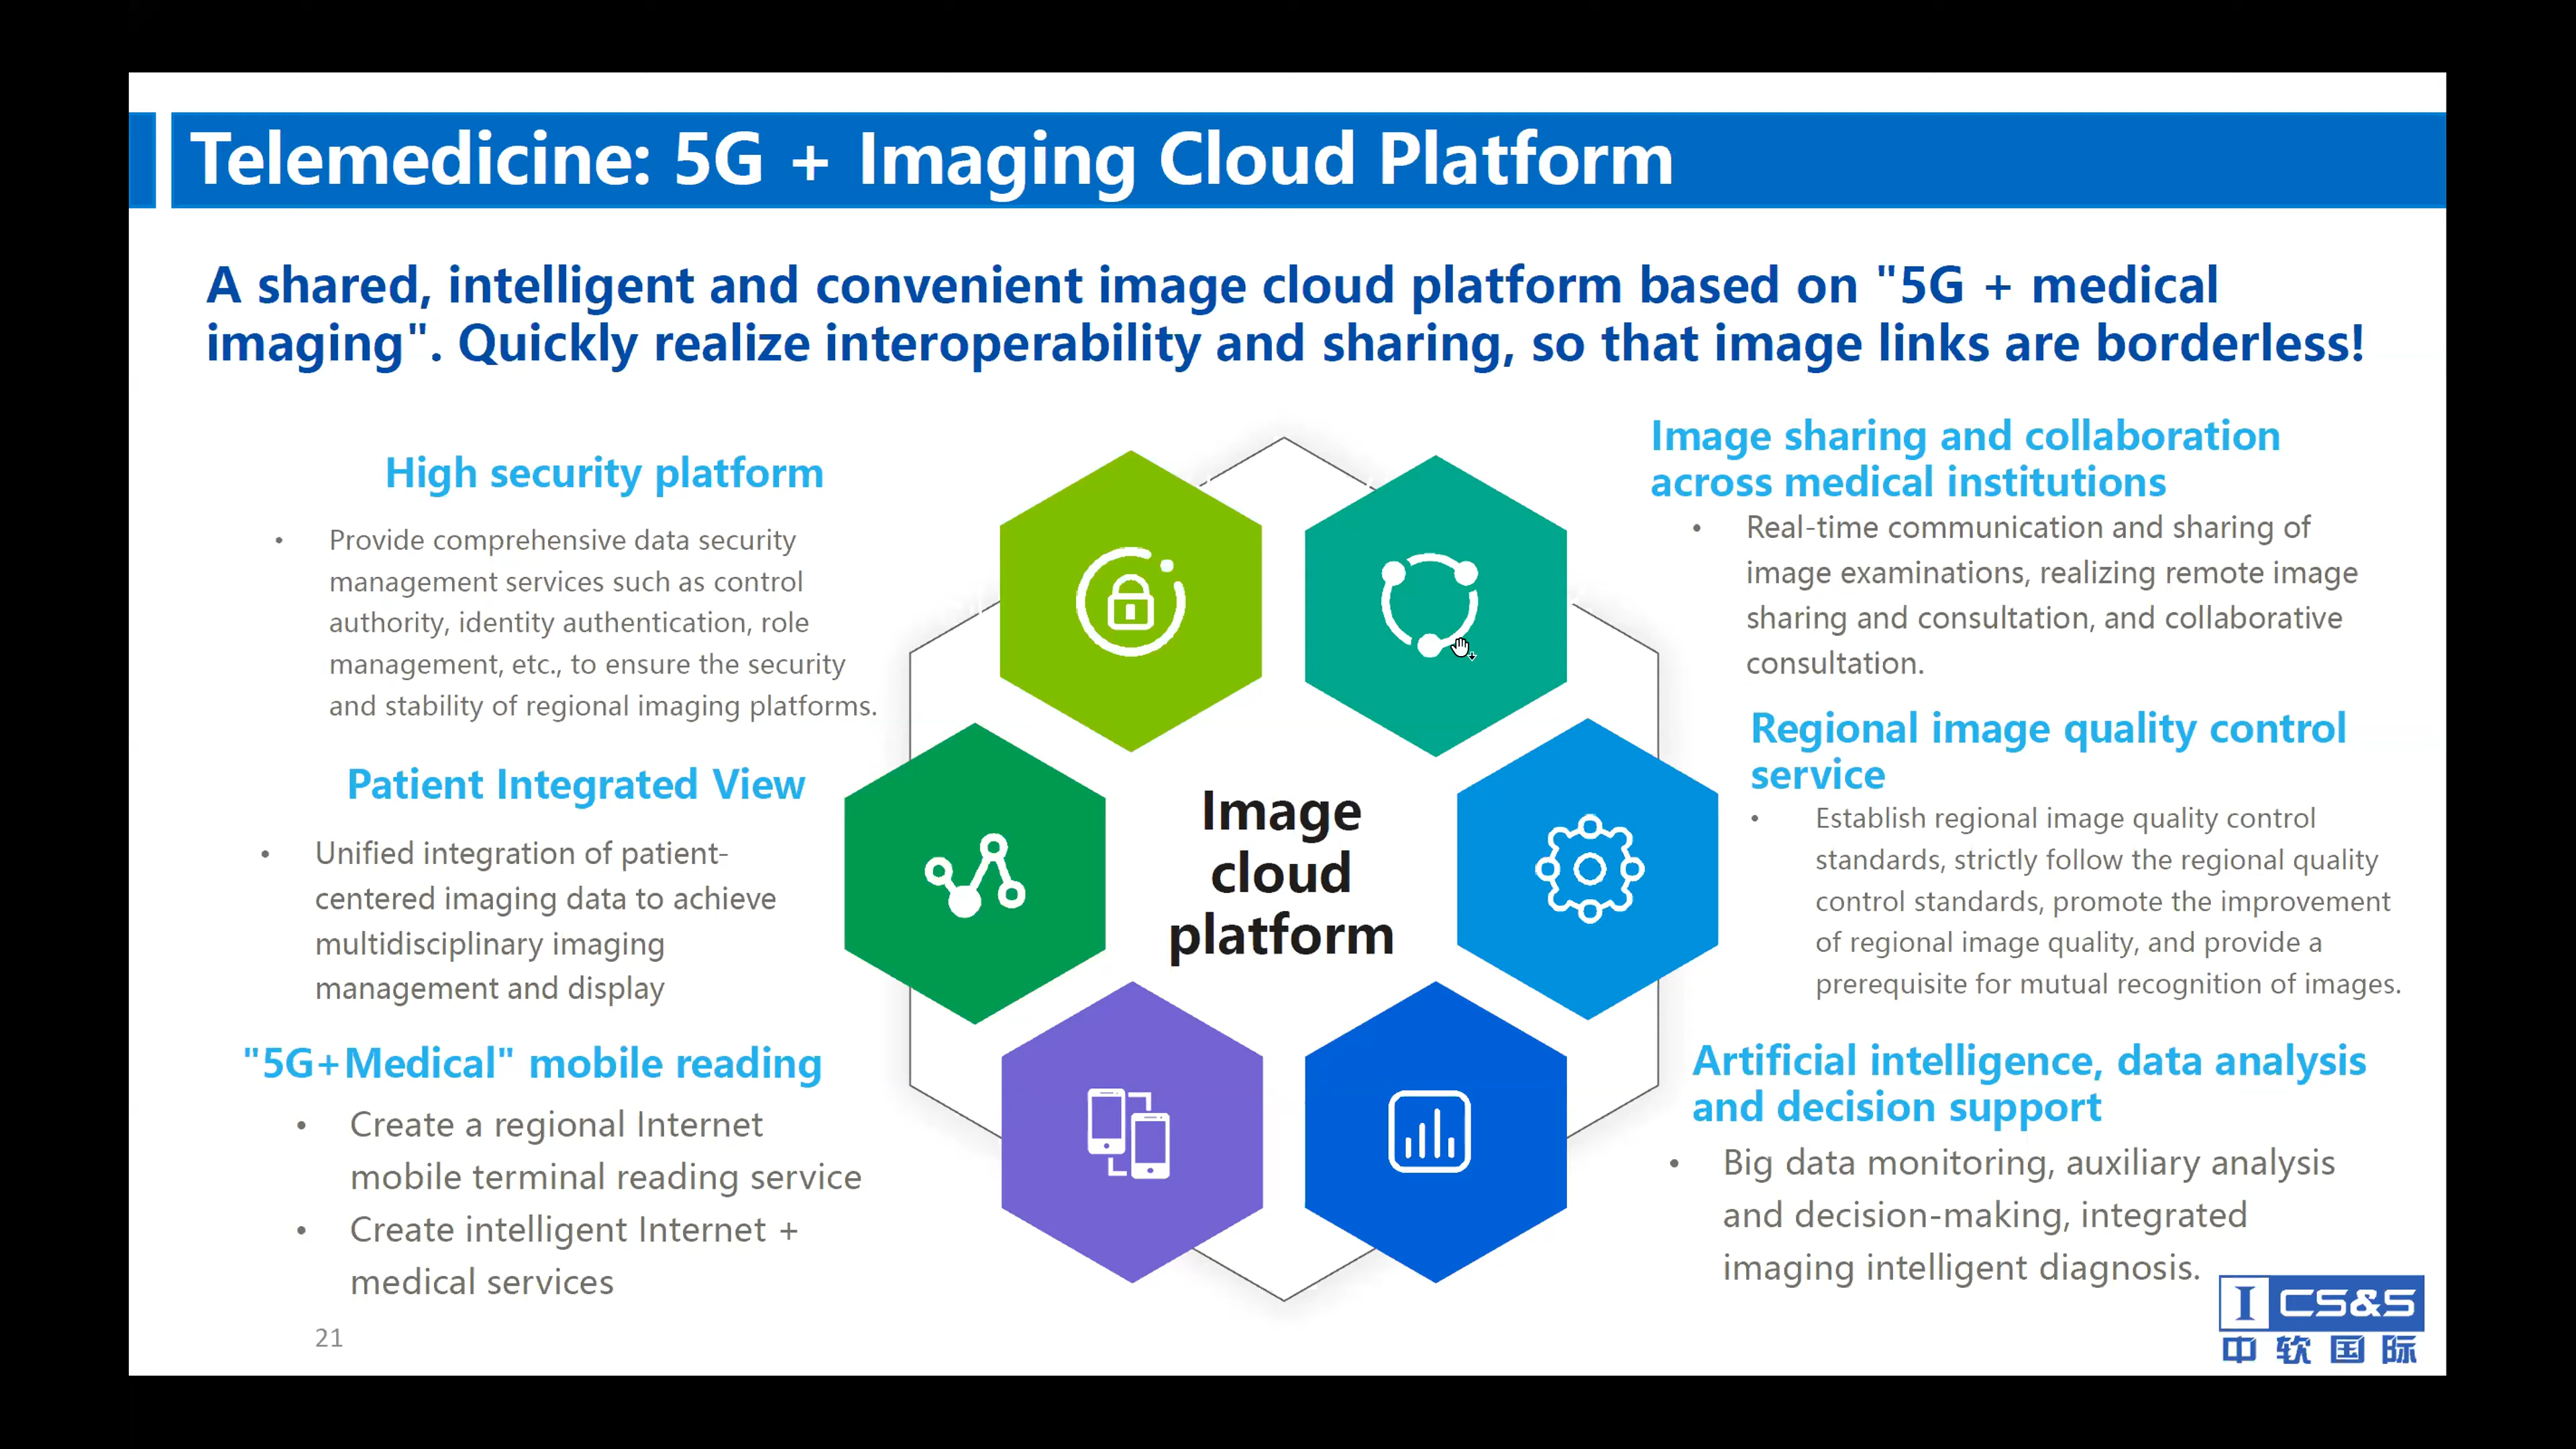 Telemedicine: 5G + Imaging Cloud Platform
A shared, intelligent and convenient image cloud platform based on "5G + medical
imaging". Quickly realize interoperability and sharing, so that image links are borderless!
High security platform
• Provide comprehensive data security
management services such as control
authority, identity authentication, role
management, etc., to ensure the security
and stability of regional imaging platforms.
Patient Integrated View
• Unified integration of patient-
centered imaging data to achieve
multidisciplinary imaging
management and display
"5G+Medical" mobile reading
• Create a regional Internet
mobile terminal reading service
• Create intelligent Internet +
medical services
Image
cloud
platform
Image sharing and collaboration
across medical institutions
• Real-time communication and sharing of
image examinations, realizing remote image
sharing and consultation, and collaborative
consultation.
Regional image quality control
service
• Establish regional image quality control
standards, strictly follow the regional quality
control standards, promote the improvement
of regional image quality, and provide a
prerequisite for mutual recognition of images.
Artificial intelligence, data analysis
and decision support
• Big data monitoring, auxiliary analysis
and decision-making, integrated
imaging intelligent diagnosis.
21
I CS&S
中软国际